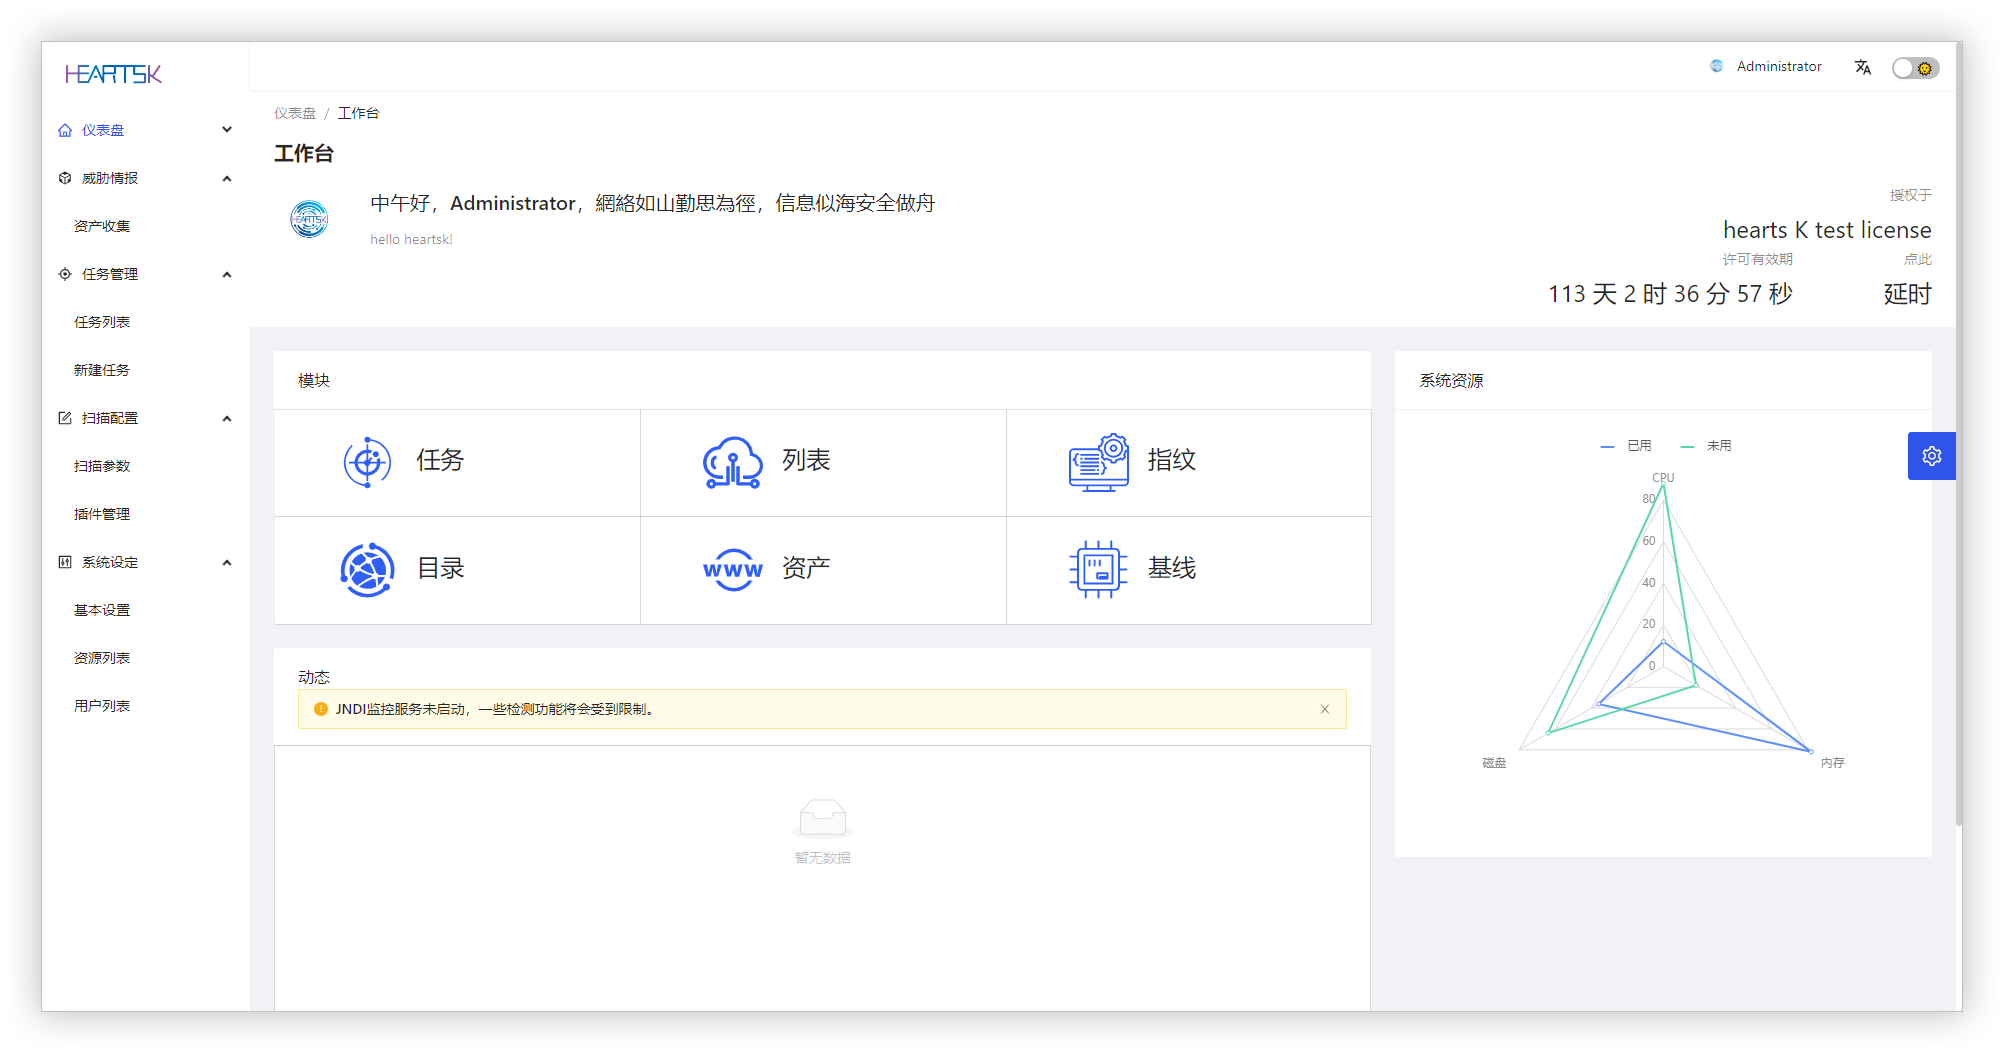 HEARTSK
Administrator
仪表盘
威胁情报
资产收集
任务管理
任务列表
新建任务
扫描配置
扫描参数
插件管理
系统设定
基本设置
资源列表
用户列表
仪表盘 / 工作台
工作台
HEARTSK
中午好，Administrator，網絡如山勤思為徑，信息似海安全做舟
hello heartsk!
授权于
hearts K test license
许可有效期
点此
113 天 2 时 36 分 57 秒
延时
模块
任务
列表
指纹
目录
WWW
资产
基线
动态
JNDI监控服务未启动，一些检测功能将会受到限制。
暂无数据
系统资源
已用
未用
CPU
80
60
40
20
0
磁盘
内存